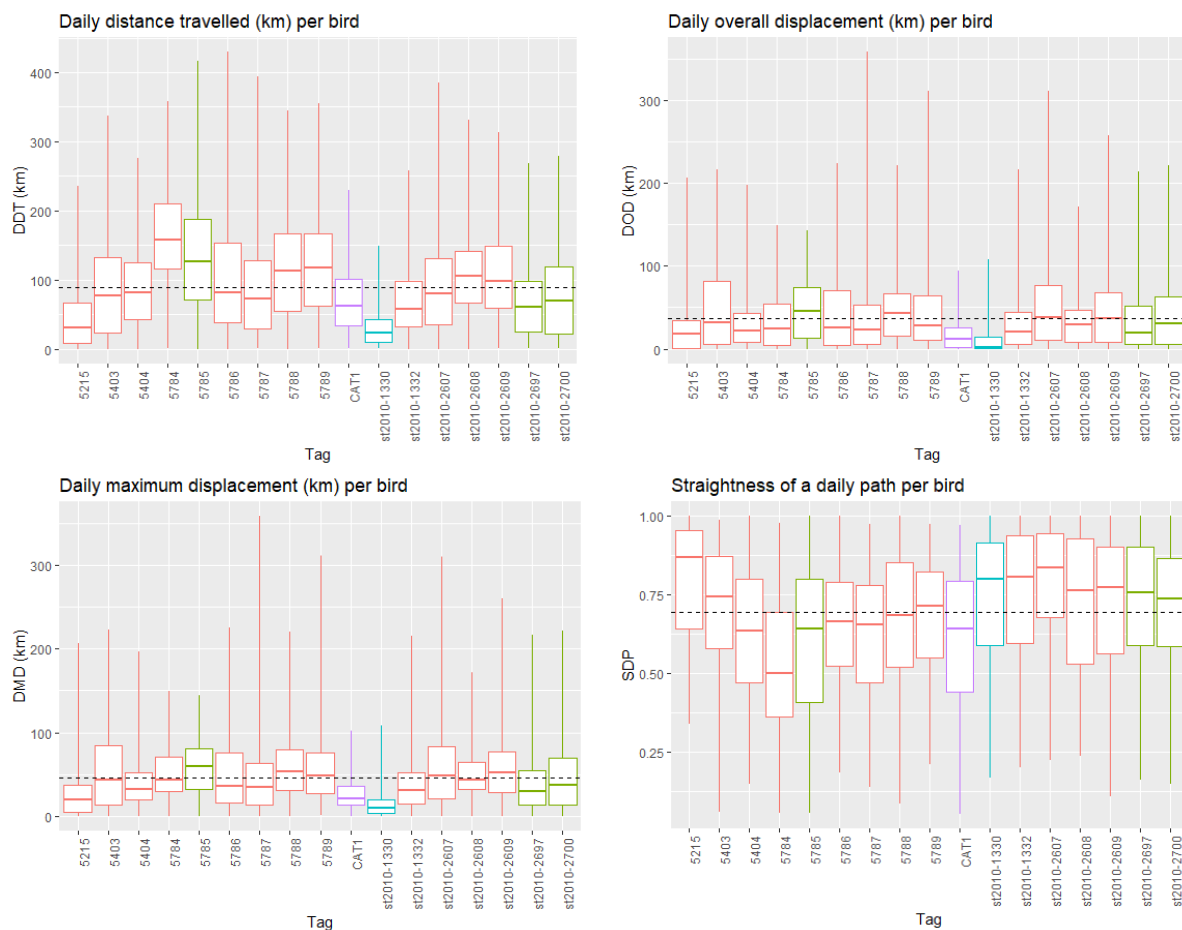 Daily distance travelled (km) per bird
DDT (km)
400
300
200
100
0
5215
5403
5404
5784
5785
5786
5787
5788
5789
CAT1
st2010-1330
st2010-1332
st2010-2607
st2010-2608
st2010-2609
st2010-2697
st2010-2700
Tag
Daily overall displacement (km) per bird
DOD (km)
300
200
100
0
5215
5403
5404
5784
5785
5786
5787
5788
5789
CAT1
st2010-1330
st2010-1332
st2010-2607
st2010-2608
st2010-2609
st2010-2697
st2010-2700
Tag
Daily maximum displacement (km) per bird
DMD (km)
300
200
100
0
5215
5403
5404
5784
5785
5786
5787
5788
5789
CAT1
st2010-1330
st2010-1332
st2010-2607
st2010-2608
st2010-2609
st2010-2697
st2010-2700
Tag
Straightness of a daily path per bird
SDP
1.00
0.75
0.50
0.25
5215
5403
5404
5784
5785
5786
5787
5788
5789
CAT1
st2010-1330
st2010-1332
st2010-2607
st2010-2608
st2010-2609
st2010-2697
st2010-2700
Tag